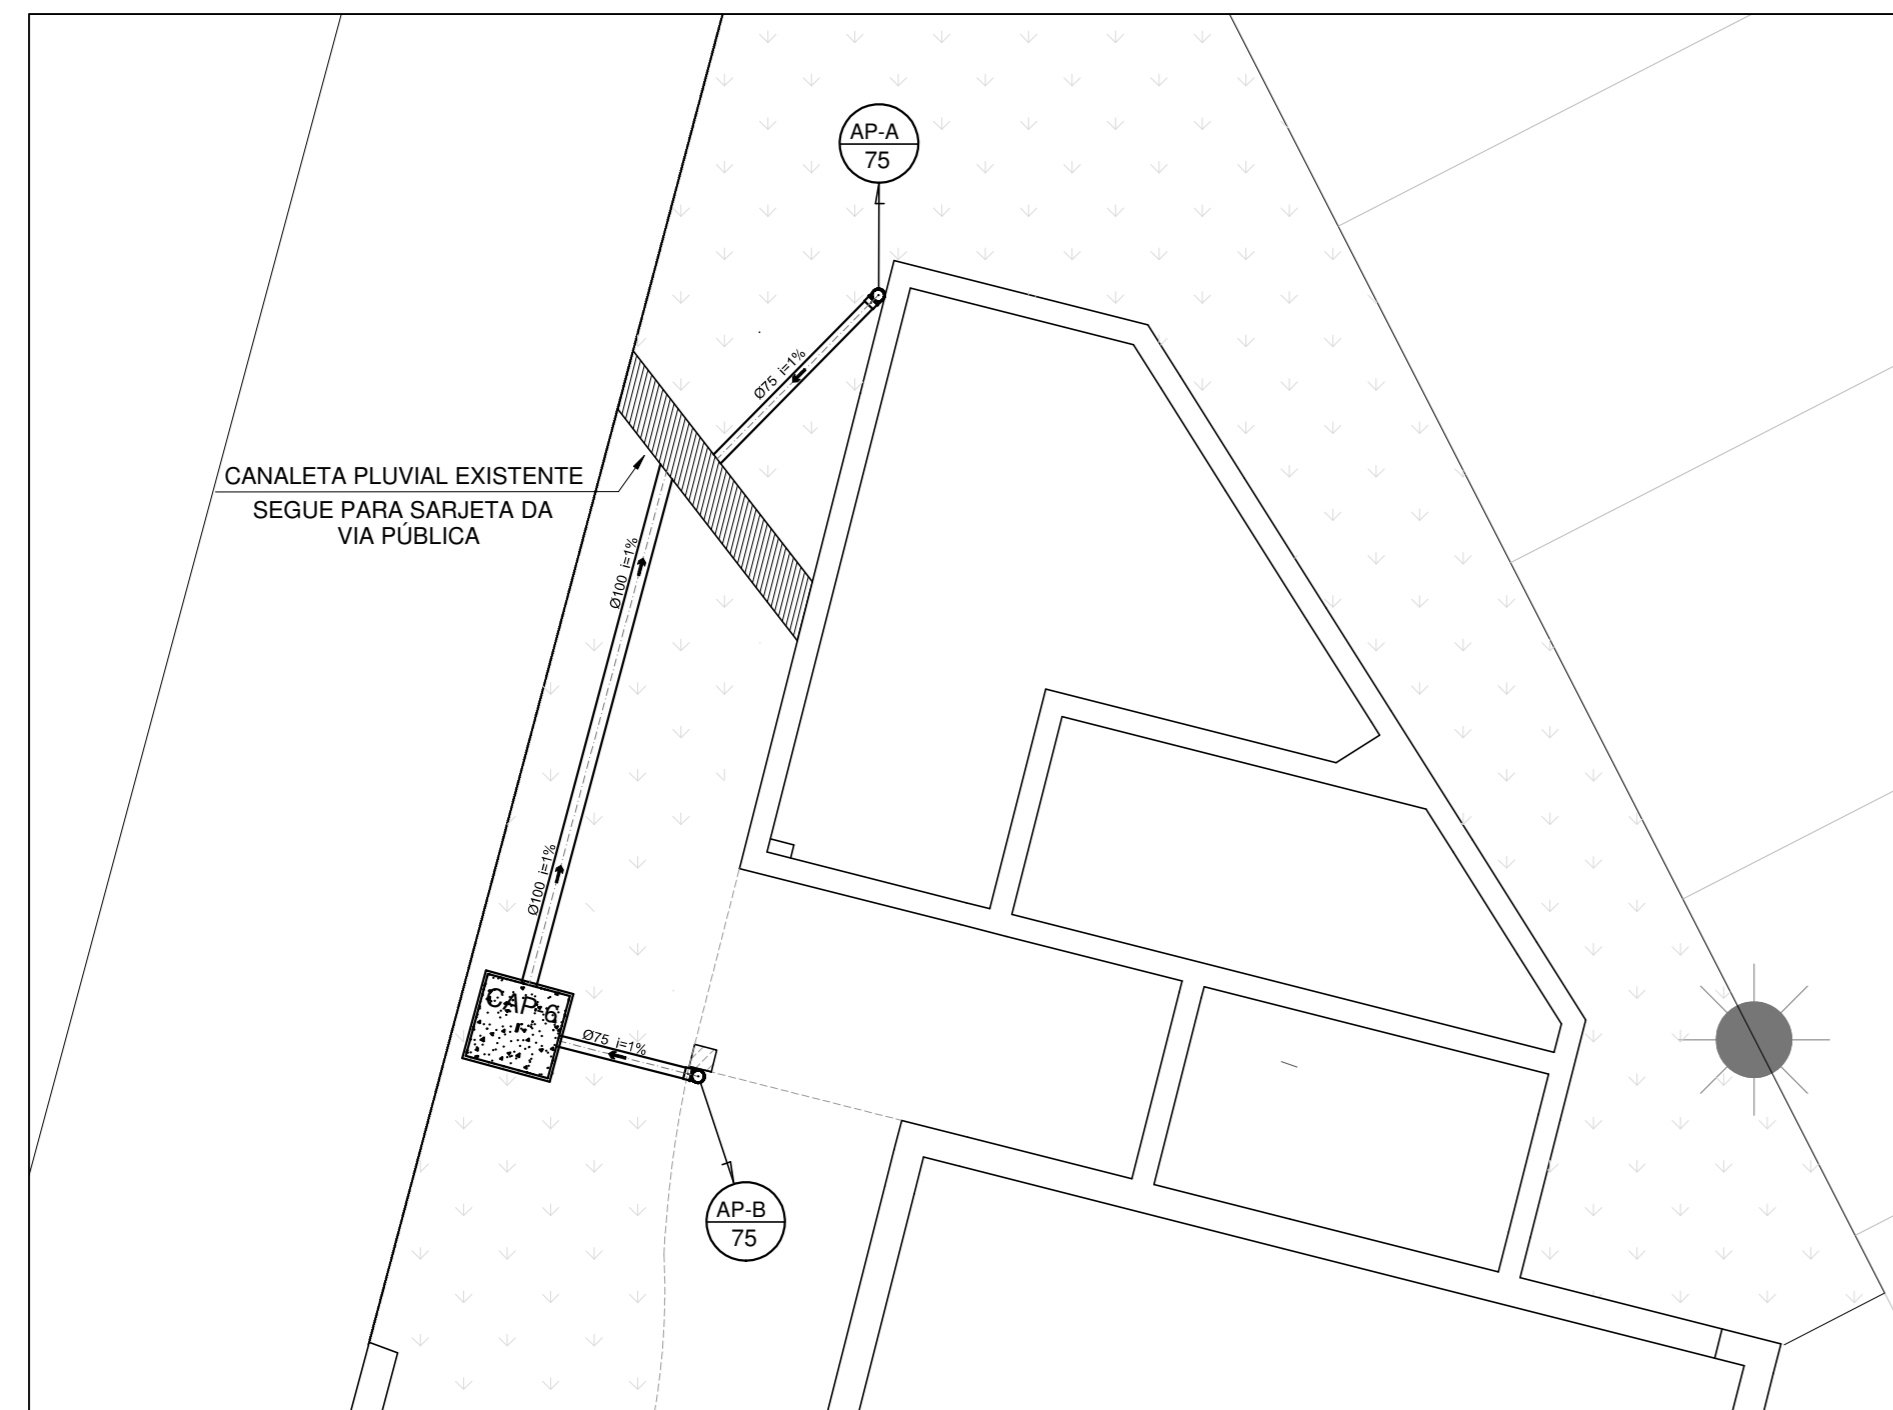 AP-A
75
Ø75 i=1%
CANALETA PLUVIAL EXISTENTE
SEGUE PARA SARJETA DA
VIA PÚBLICA
Ø100 i=1%
Ø100 i=1%
CAP-6
Ø75 i=1%
AP-B
75